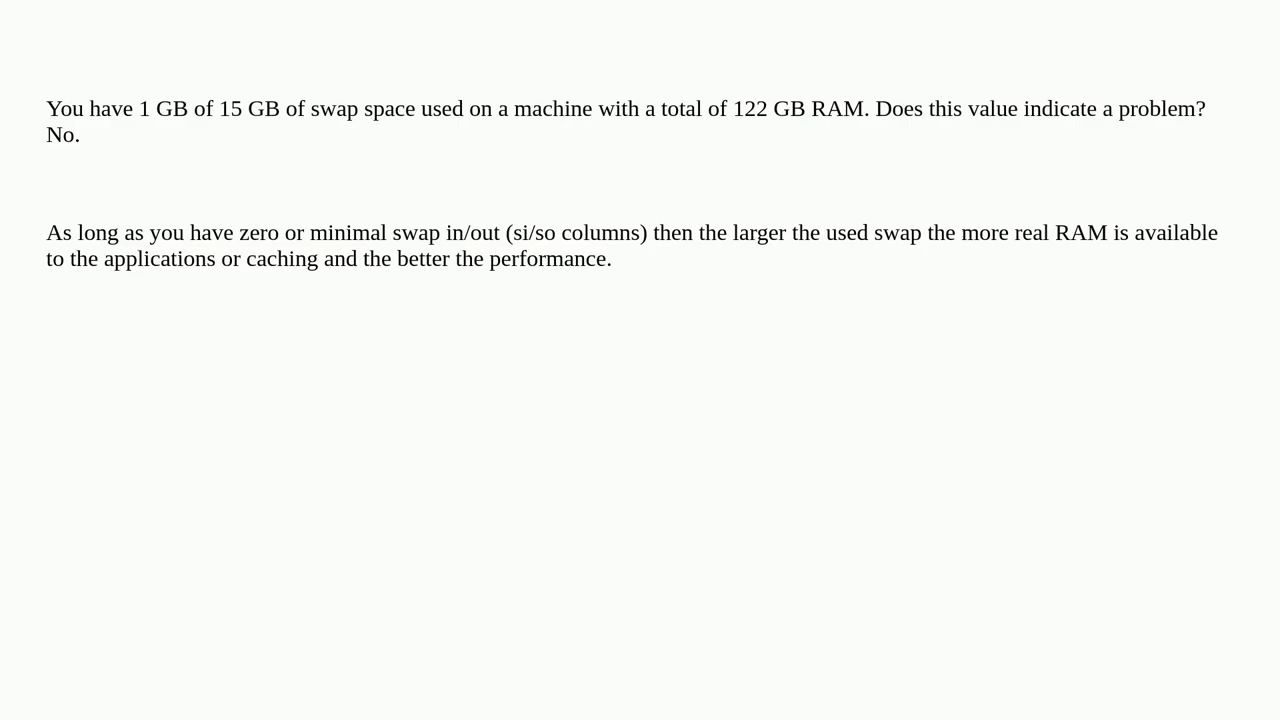 You have 1 GB of 15 GB of swap space used on a machine with a total of 122 GB RAM. Does this value indicate a problem?
No.
As long as you have zero or minimal swap in/out (si/so columns) then the larger the used swap the more real RAM is available
to the applications or caching and the better the performance.